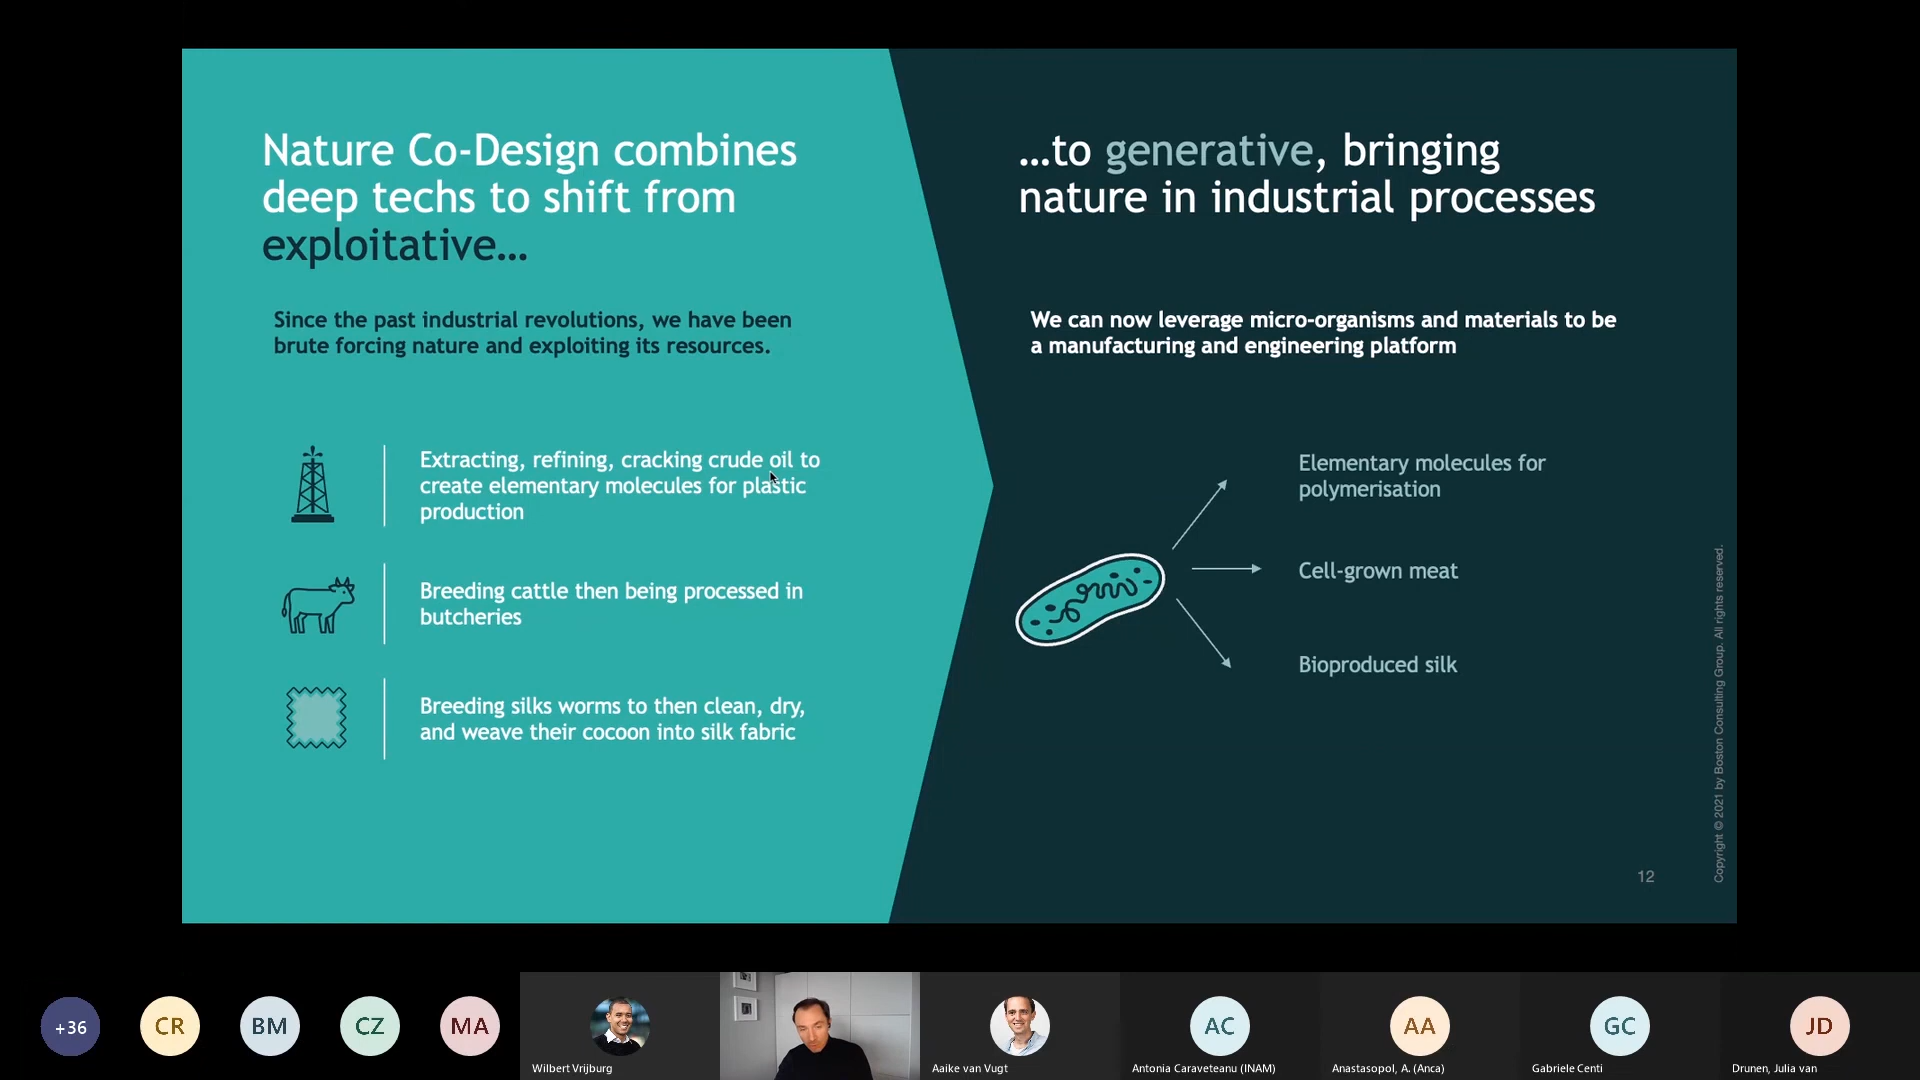 Nature Co-Design combines
deep techs to shift from
exploitative...
Since the past industrial revolutions, we have been
brute forcing nature and exploiting its resources.
Extracting, refining, cracking crude oil to
create elementary molecules for plastic
production
Breeding cattle then being processed in
butcheries
Breeding silks worms to then clean, dry,
and weave their cocoon into silk fabric
...to generative, bringing
nature in industrial processes
We can now leverage micro-organisms and materials to be
a manufacturing and engineering platform
Elementary molecules for
polymerisation
Cell-grown meat
Bioproduced silk
Copyright © 2021 by Boston Consulting Group. All rights reserved.
12
+36
CR
BM
CZ
MA
Wilbert Vrijburg
Aaike van Vugt
AC
Antonia Caraveteanu (INAM)
AA
Anastasopol, A. (Anca)
GC
Gabriele Centi
JD
Drunen, Julia van